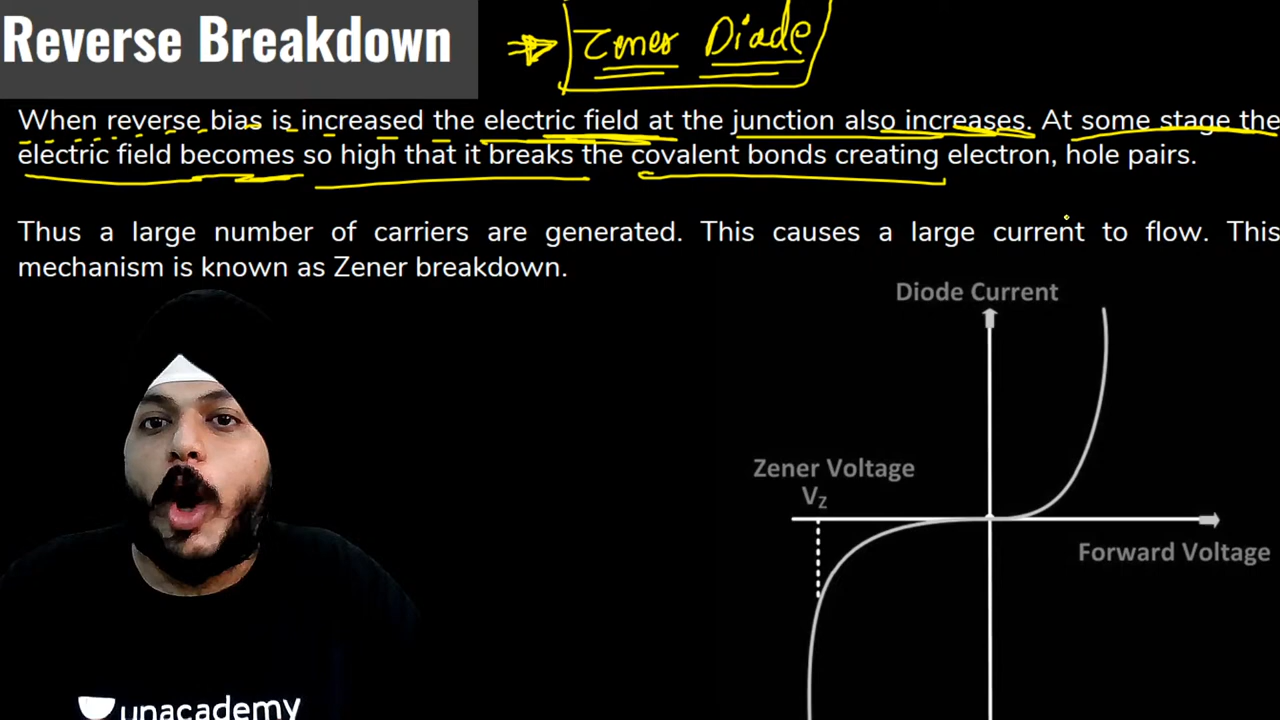 Reverse Breakdown
⇒ Zener Diode
When reverse bias is increased the electric field at the junction also increases. At some stage the
electric field becomes so high that it breaks the covalent bonds creating electron, hole pairs.
Thus a large number of carriers are generated. This causes a large current to flow. This
mechanism is known as Zener breakdown.
Diode Current
Zener Voltage
VZ
Forward Voltage
unacademy